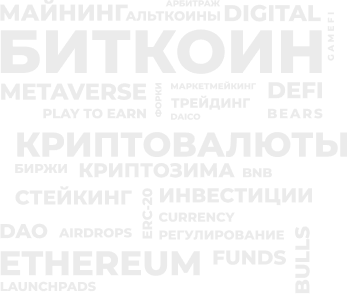 АРБИТРАЖ
МАЙНИНГ
АЛЬТКОИНЫ
DIGITAL
GAMEFI
БИТКОИН
METAVERSE
ФОРКИ
МАРКЕТМЕЙКИНГ
DEFI
ТРЕЙДИНГ
PLAY TO EARN
DAICO
BEARS
КРИПТОВАЛЮТЫ
БИРЖИ
КРИПТОЗИМА
BNB
СТЕЙКИНГ
ERC-20
ИНВЕСТИЦИИ
CURRENCY
DAO
AIRDROPS
РЕГУЛИРОВАНИЕ
BULLS
ETHEREUM
FUNDS
LAUNCHPADS